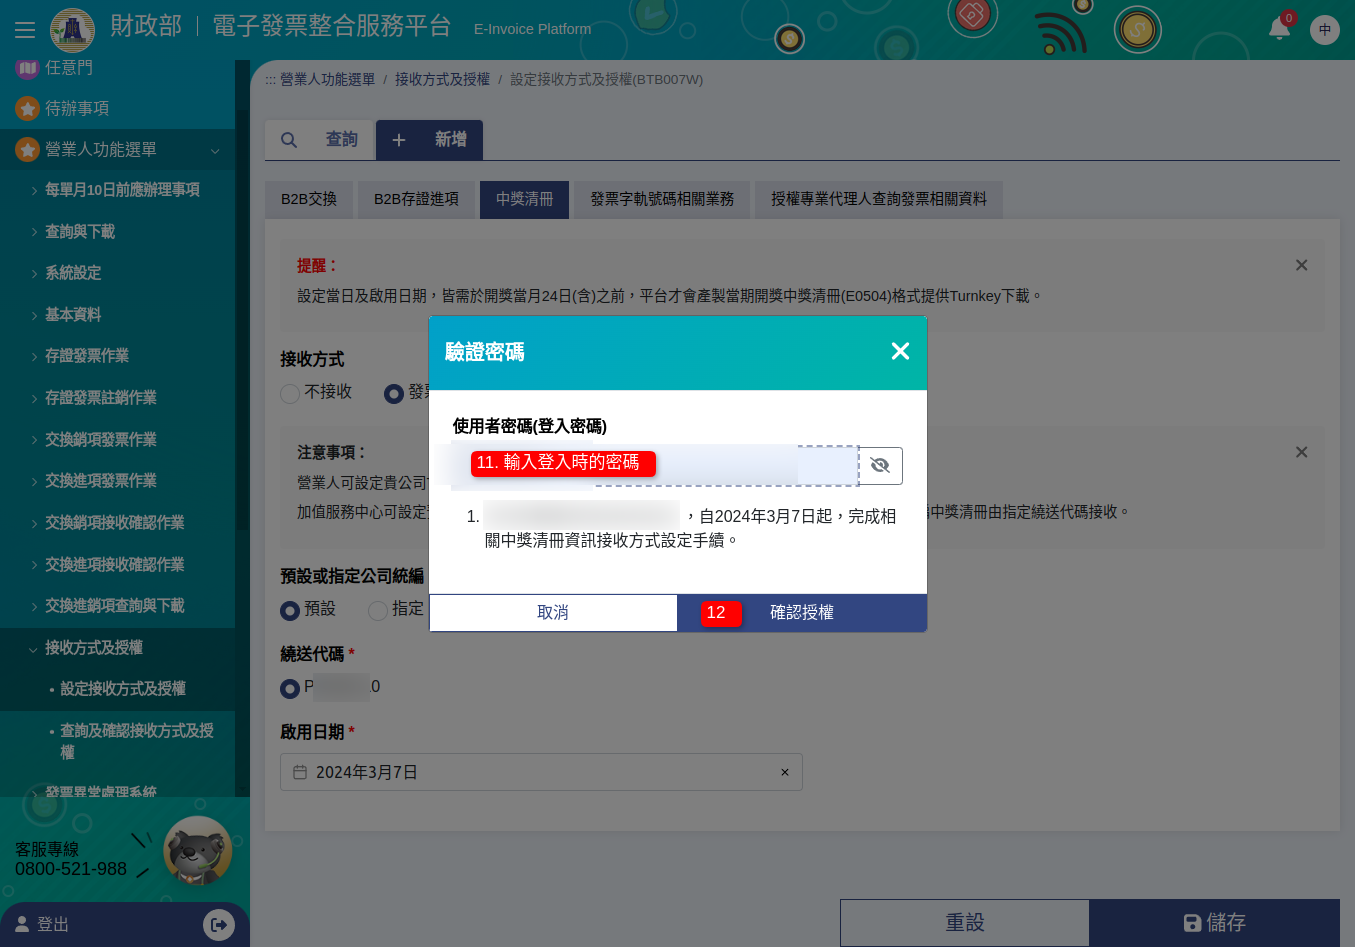 財政部
電子發票整合服務平台
E-Invoice Platform
0
中
任意門
待辦事項
營業人功能選單
每單月10日前應辦理事項
查詢與下載
系統設定
基本資料
存證發票作業
存證發票註銷作業
交換銷項發票作業
交換進項發票作業
交換銷項接收確認作業
交換進項接收確認作業
交換進銷項查詢與下載
接收方式及授權
• 設定接收方式及授權
• 查詢及確認接收方式及授
權
發票異常處理系統
客服專線
0800-521-988
登出
::: 營業人功能選單 / 接收方式及授權 / 設定接收方式及授權(BTB007W)
查詢
新增
B2B交換
B2B存證進項
中獎清冊
發票字軌號碼相關業務
授權專業代理人查詢發票相關資料
提醒：
設定當日及啟用日期，皆需於開獎當月24日(含)之前，平台才會產製當期開獎中獎清冊(E0504)格式提供Turnkey下載。
接收方式
不接收
發
注意事項：
營業人可設定貴公司
加值服務中心可設定
中獎清冊由指定繞送代碼接收。
預設或指定公司統編
預設
指定
繞送代碼 *
P
0
啟用日期 *
2024年3月7日
×
重設
儲存
驗證密碼
使用者密碼(登入密碼)
11. 輸入登入時的密碼
1.
，自2024年3月7日起，完成相
關中獎清冊資訊接收方式設定手續。
取消
12
確認授權